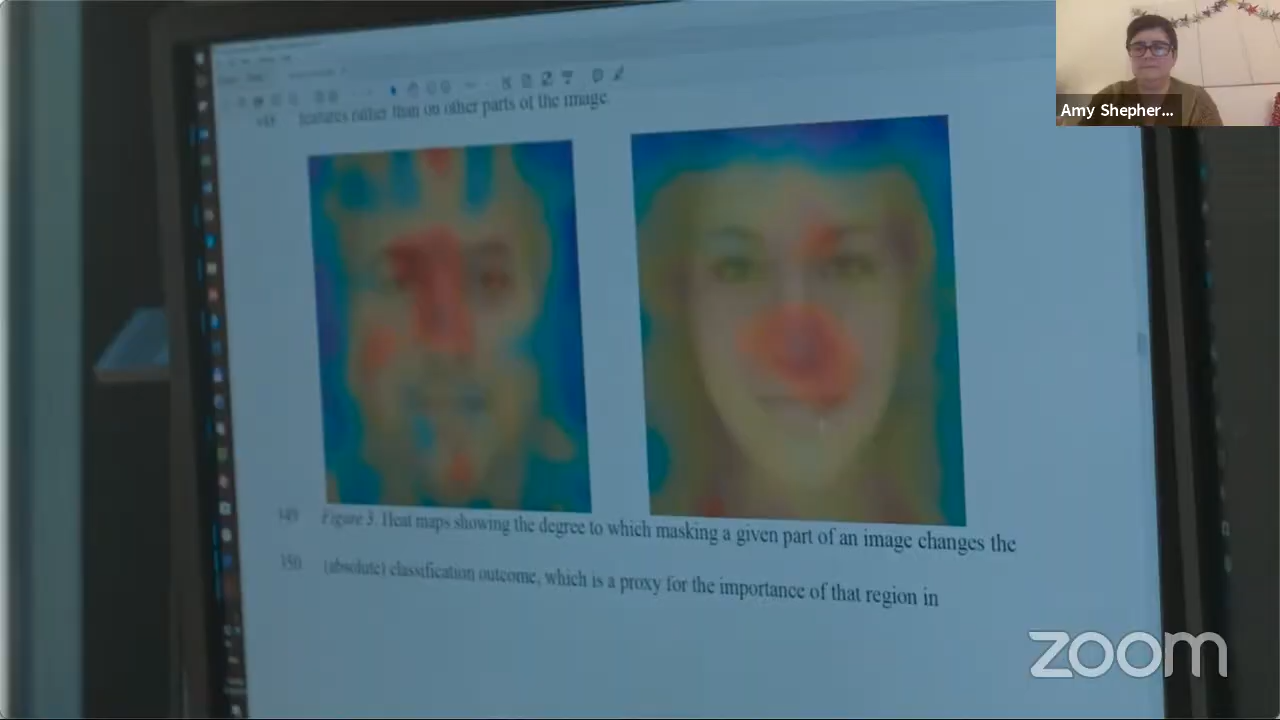 features rather than on other parts of the image.
349 Figure 3. Heat maps showing the degree to which masking a given part of an image changes the
350 (absolute) classification outcome, which is a proxy for the importance of that region in
Amy Shepher...
zoom